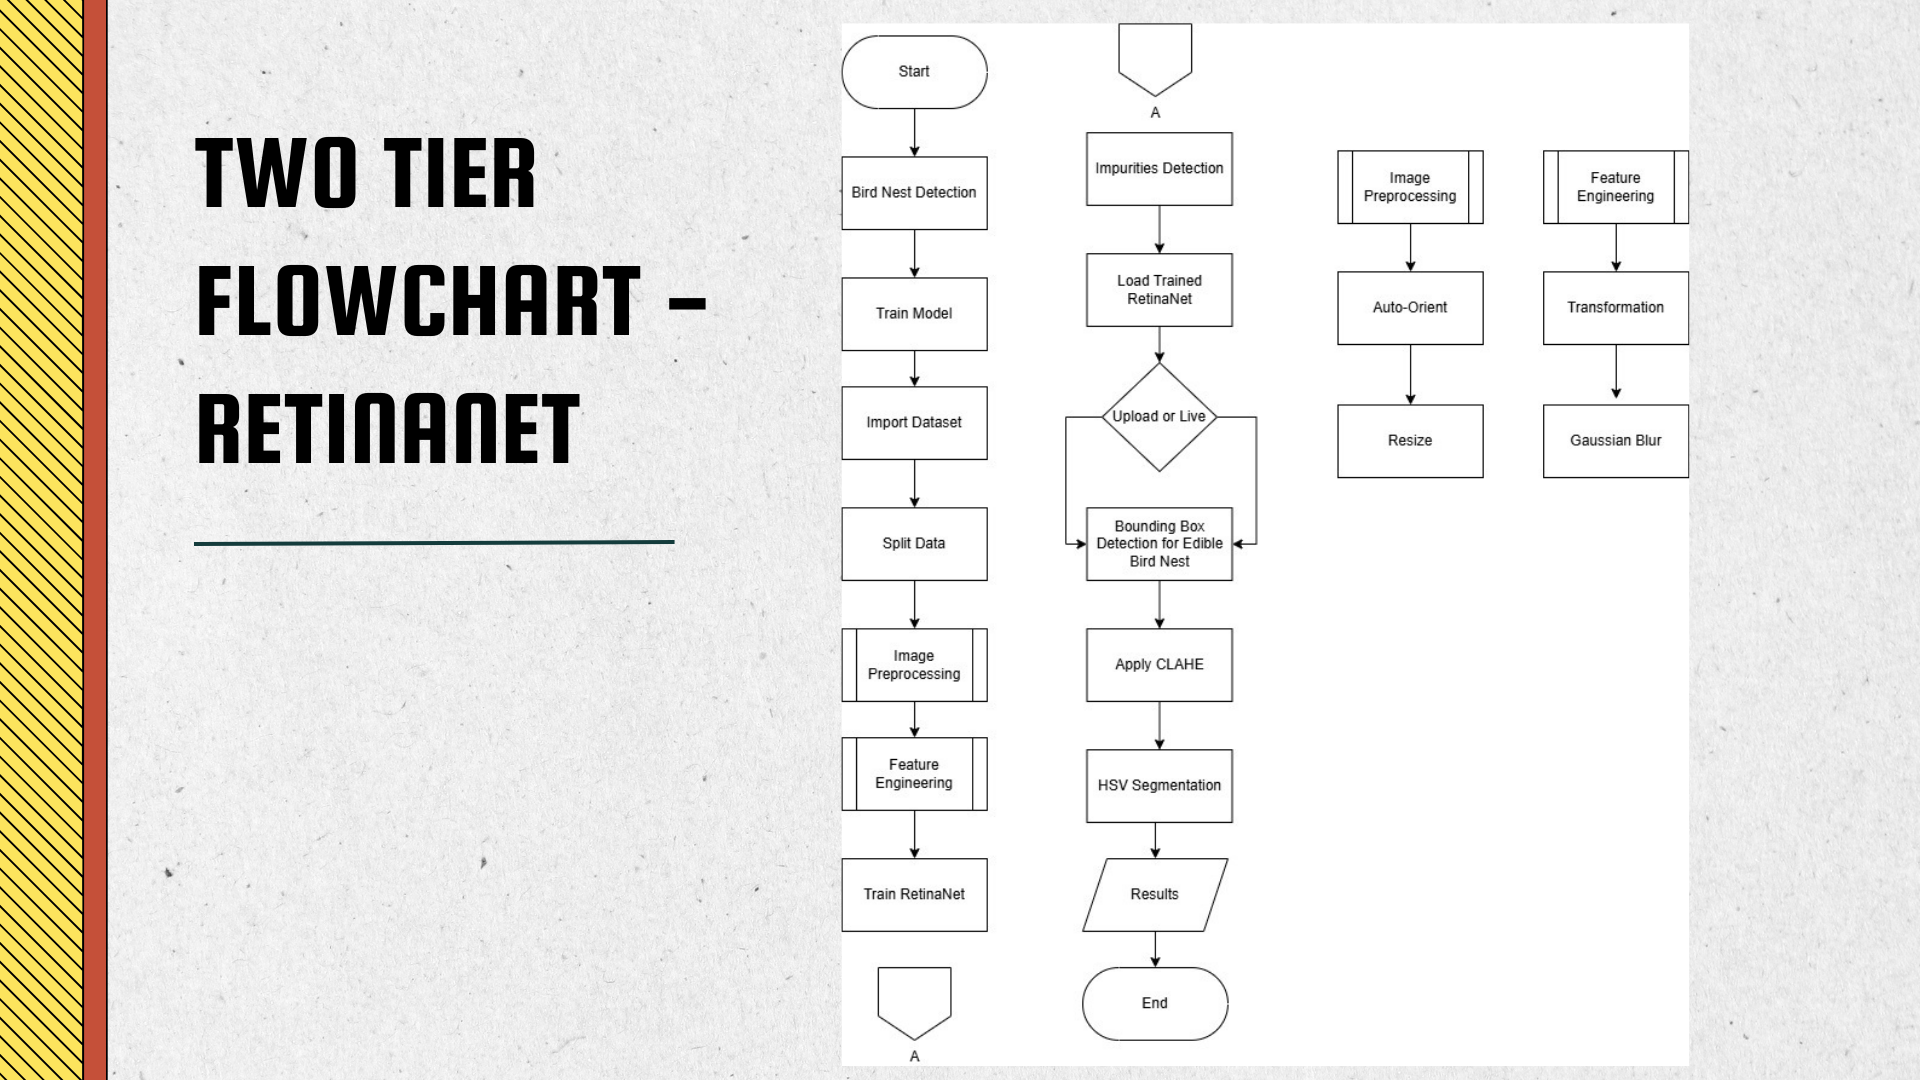 TWO TIER
FLOWCHART –
RETINANET
Start
Bird Nest Detection
Train Model
Import Dataset
Split Data
Image
Preprocessing
Feature
Engineering
Train RetinaNet
A
A
Impurities Detection
Load Trained
RetinaNet
Upload or Live
Bounding Box
Detection for Edible
Bird Nest
Apply CLAHE
HSV Segmentation
Results
End
Image
Preprocessing
Auto-Orient
Resize
Feature
Engineering
Transformation
Gaussian Blur